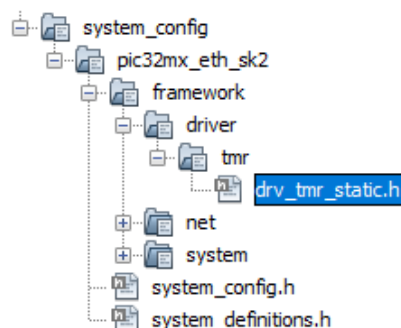 system_config
pic32mx_eth_sk2
framework
driver
tmr
drv_tmr_static.h
net
system
system_config.h
system_definitions.h